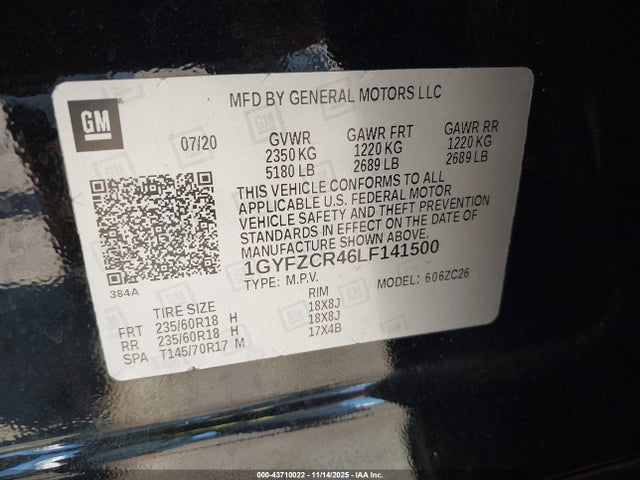 GM
MFD BY GENERAL MOTORS LLC
07/20 GVWR GAWR FRT GAWR RR
2350 KG 1220 KG 1220 KG
5180 LB 2689 LB 2689 LB
THIS VEHICLE CONFORMS TO ALL
APPLICABLE U.S. FEDERAL MOTOR
VEHICLE SAFETY AND THEFT PREVENTION
STANDARDS IN EFFECT ON THE DATE OF
MANUFACTURE SHOWN ABOVE.
1GYFZCR46LF141500
TYPE: M.P.V. MODEL: 606ZC26
384A
TIRE SIZE RIM
FRT 235/60R18 H 18X8J
RR 235/60R18 H 18X8J
SPA T145/70R17 M 17X4B
000-43710022 - 11/14/2025 - IAA Inc.